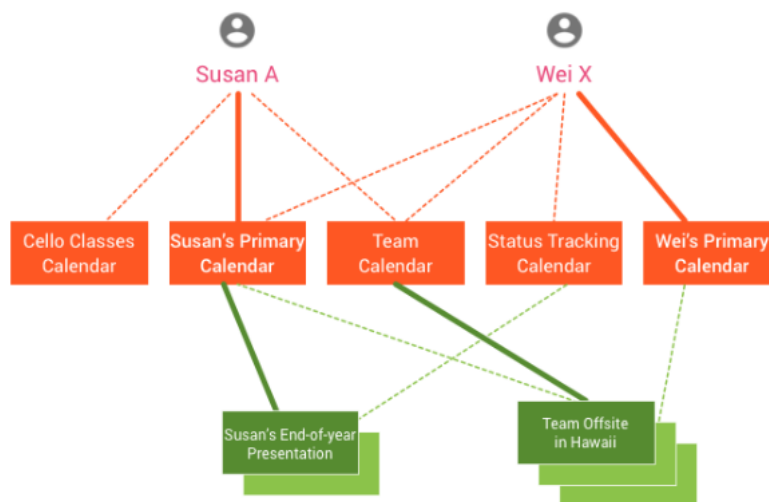 Susan A
Wei X
Cello Classes
Calendar
Susan's Primary
Calendar
Team
Calendar
Status Tracking
Calendar
Wei's Primary
Calendar
Susan's End-of-year
Presentation
Team Offsite
in Hawaii